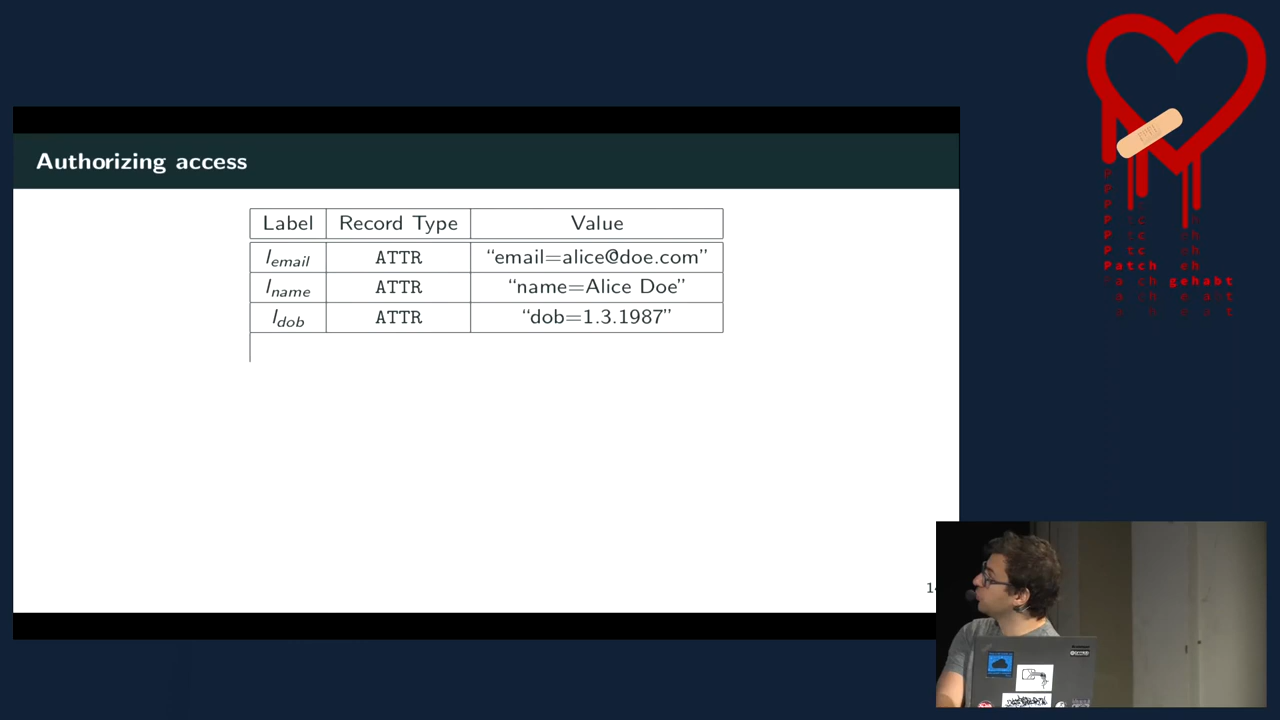 Authorizing access
Label Record Type Value
l_email ATTR “email=alice@doe.com”
l_name ATTR “name=Alice Doe”
l_dob ATTR “dob=1.3.1987”
Patch eh
gehabt